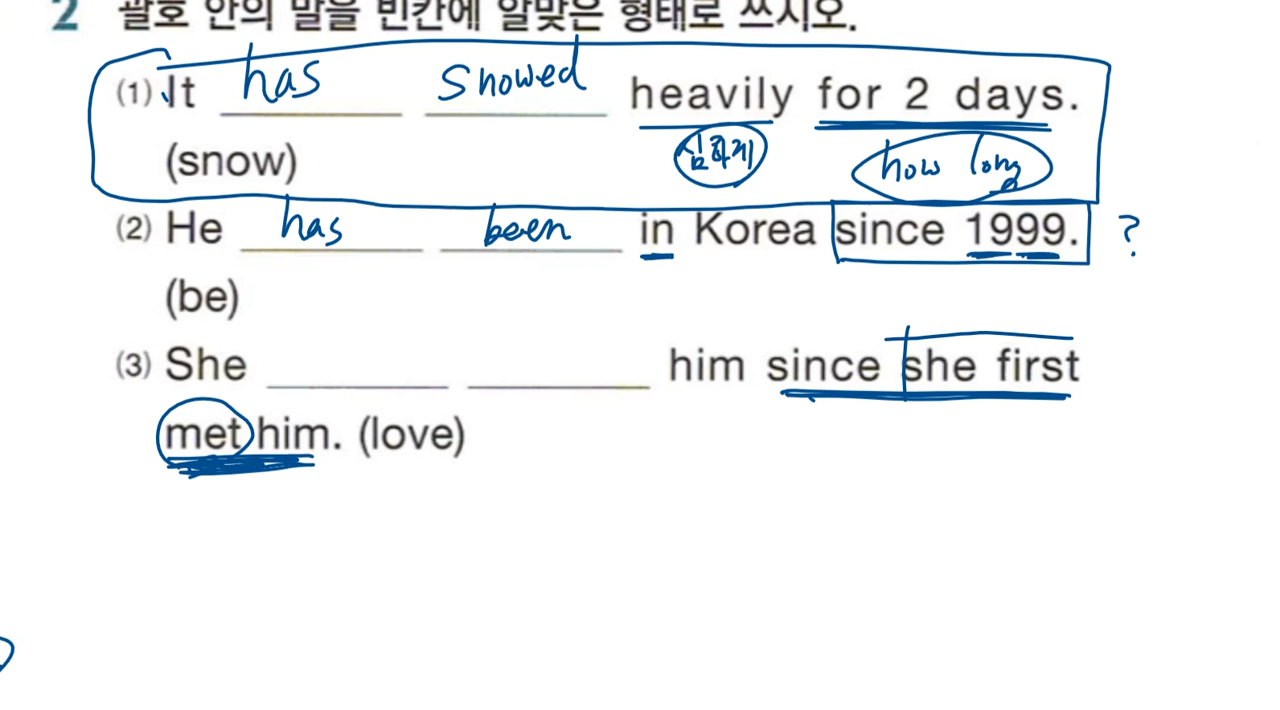 2 괄호 안의 말을 빈칸에 알맞은 형태로 쓰시오.
(1) It has snowed heavily for 2 days.
심하게 how long
(snow)
(2) He has been in Korea since 1999. ?
(be)
(3) She ________ ________ him since she first
met him. (love)